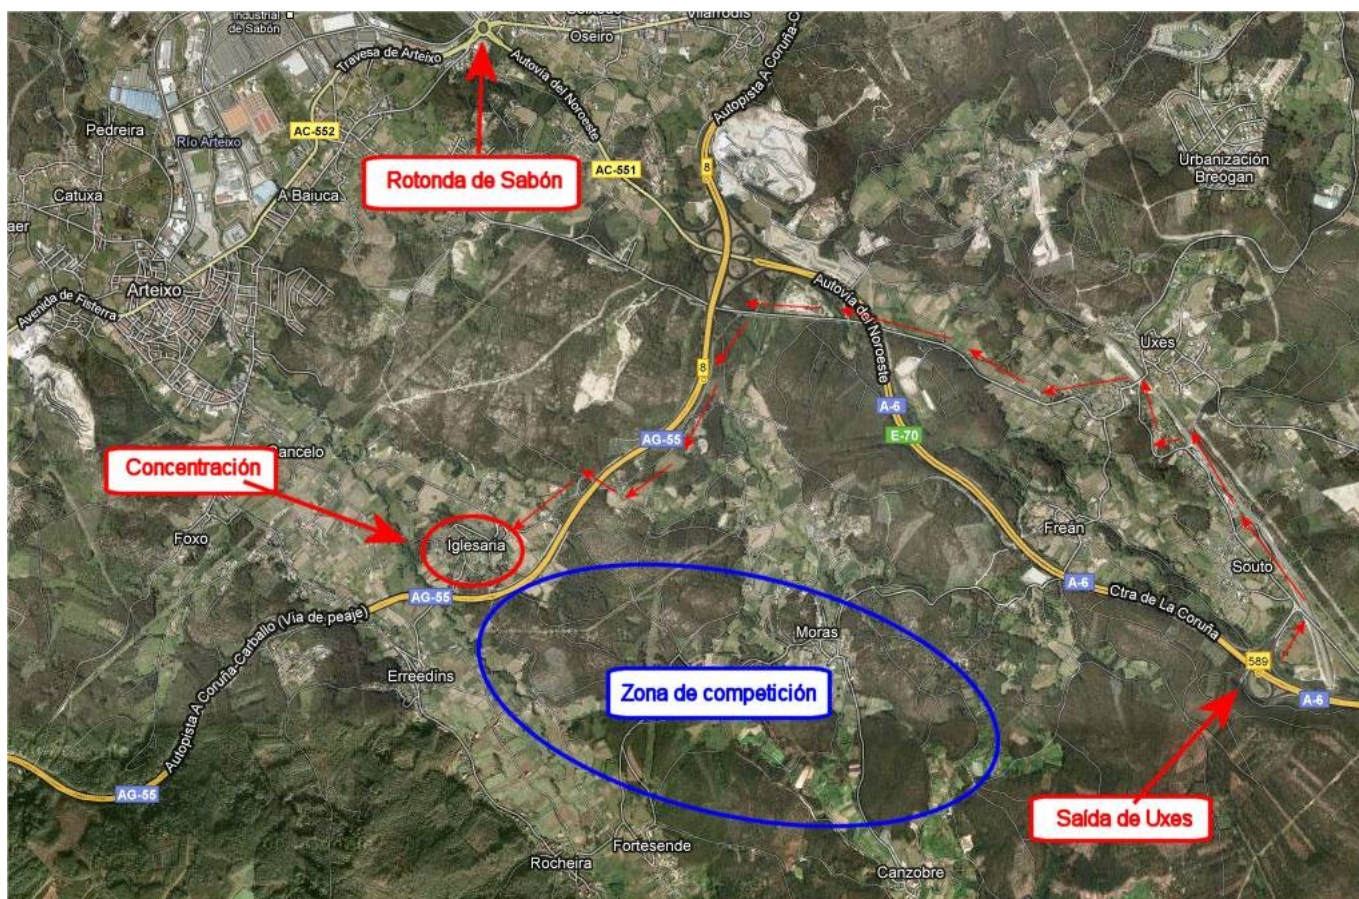 Industrial
de Sabón
Oseiro
Vilarrodís
Travesa de Arteixo
Autovía del Noroeste
Autopista A Coruña-C
Pedreira
Río Arteixo
AC-552
Rotonda de Sabón
AC-551
8
Urbanización
Breogan
Catuxa
A Baiuca
aer
Arteixo
Avenida de Fisterra
Autovía del Noroeste
Uxes
8
A-6
AG-55
E-70
Concentración
Cancelo
Foxo
Iglesaria
Freán
Souto
AG-55
A-6
Ctra de La Coruña
Autopista A Coruña-Carballo (Vía de peaje)
Moras
589
Erreedins
Zona de competición
A-6
AG-55
Saída de Uxes
Fortesende
Rocheira
Canzobre